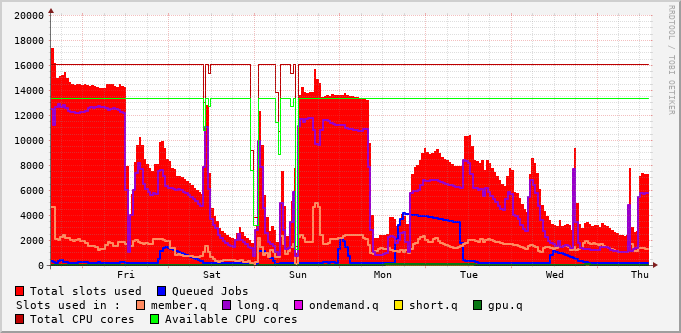 RRDTOOL / TOBI OETIKER
20000
18000
16000
14000
12000
10000
8000
6000
4000
2000
0
Fri Sat Sun Mon Tue Wed Thu
Total slots used Queued Jobs
Slots used in : member.q long.q ondemand.q short.q gpu.q
Total CPU cores Available CPU cores